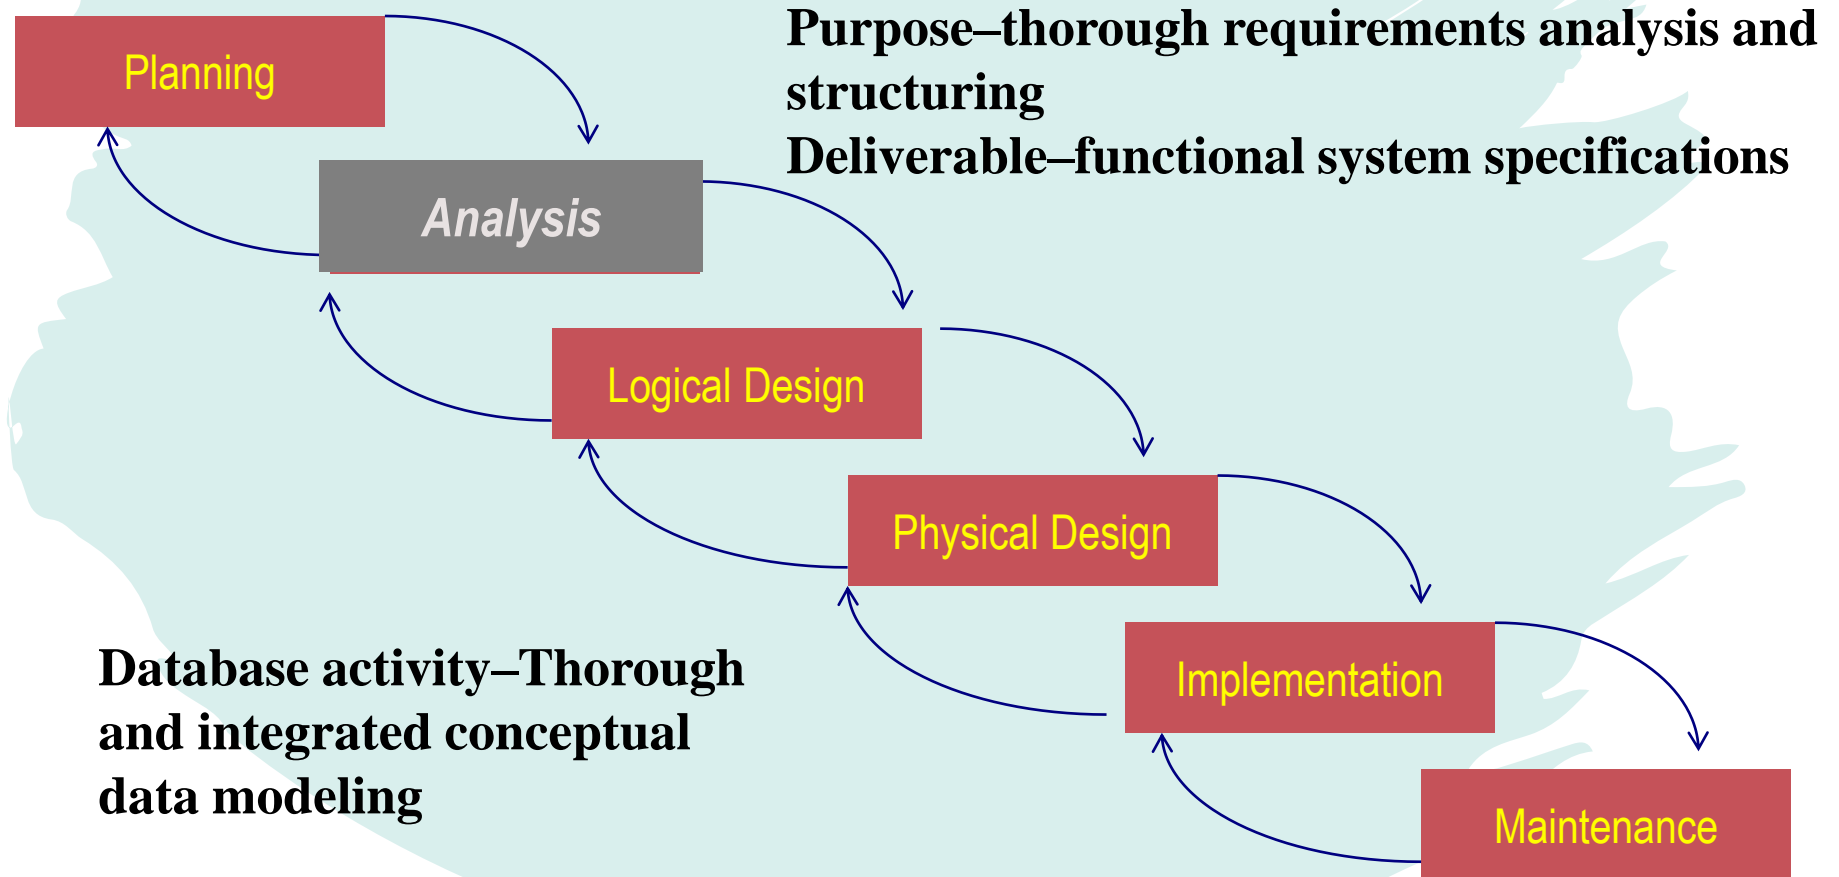 Planning
Purpose–thorough requirements analysis and
structuring
Deliverable–functional system specifications
Analysis
Logical Design
Physical Design
Implementation
Maintenance
Database activity–Thorough
and integrated conceptual
data modeling